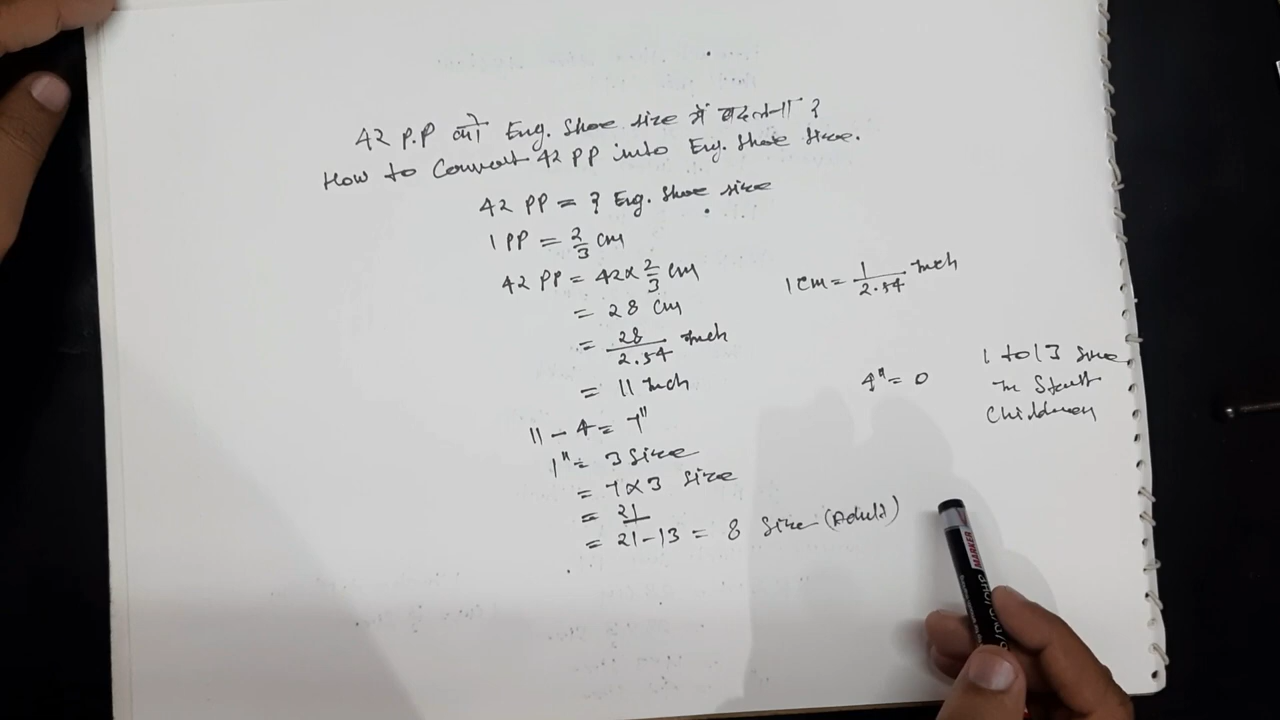 42 P.P को Eng. Shoe size में बदलना ?
How to Convert 42 PP into Eng. Shoe Size.
42 PP = ? Eng. Shoe size
1 PP = 2/3 cm
42 PP = 42 x 2/3 cm
= 28 cm
= 28/2.54 Inch
= 11 Inch
11 - 4 = 7"
1" = 3 Size
= 7 x 3 Size
= 21
= 21 - 13 = 8 Size (Adult)
1 cm = 1/2.54 Inch
4" = 0
1 to 13 Size
Children
MARKER